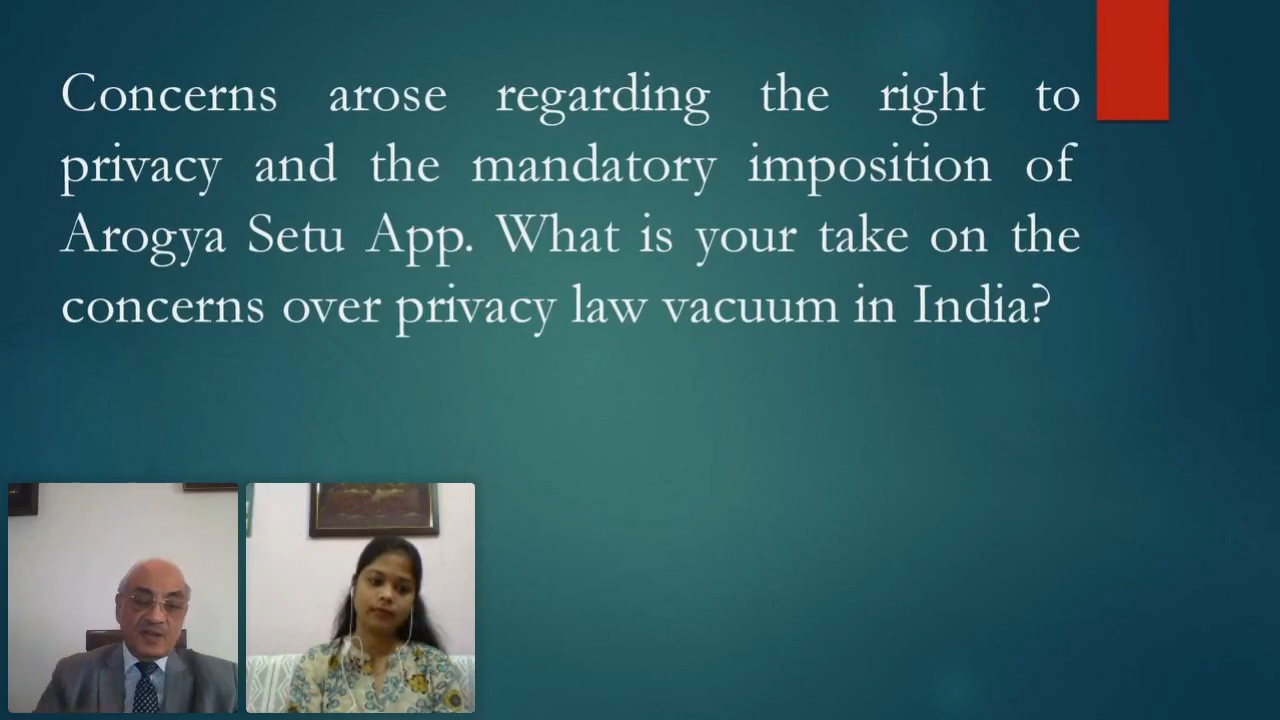 Concerns arose regarding the right to
privacy and the mandatory imposition of
Arogya Setu App. What is your take on the
concerns over privacy law vacuum in India?